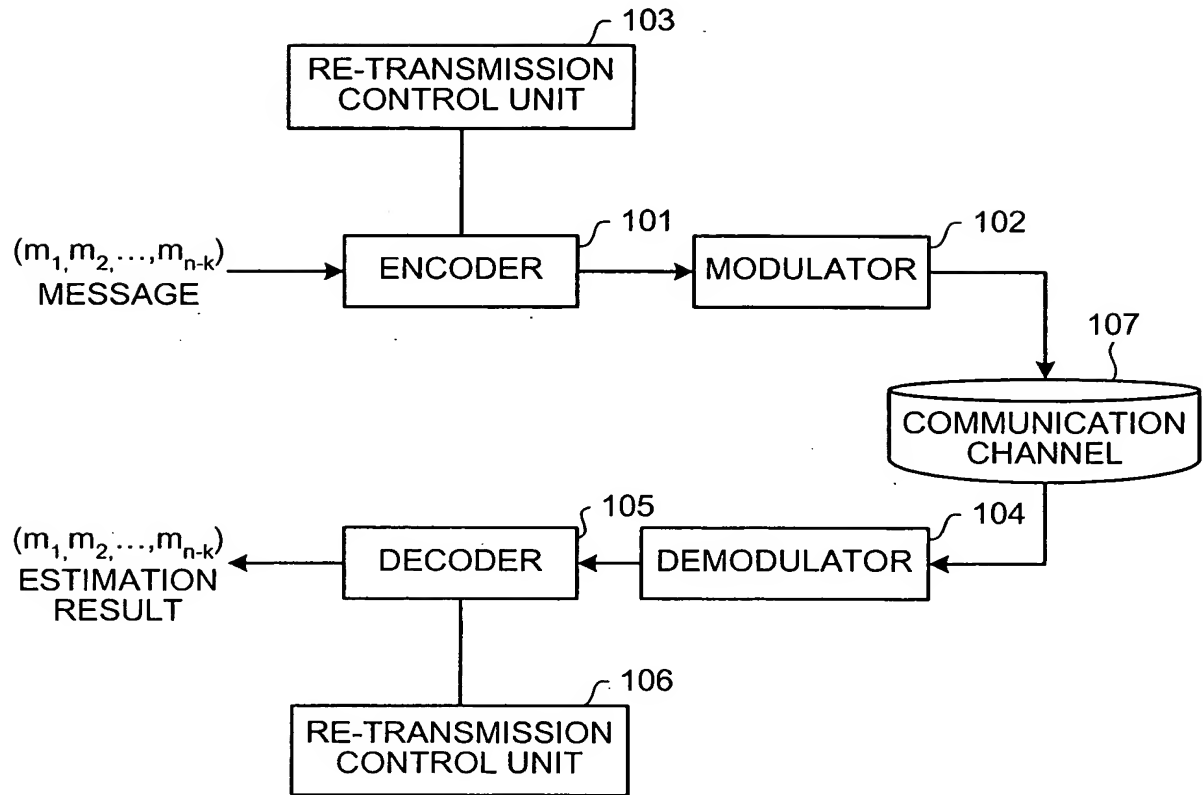 103
RE-TRANSMISSION
CONTROL UNIT
101
102
(m1,m2,...,mn-k)
MESSAGE
ENCODER
MODULATOR
107
COMMUNICATION
CHANNEL
105
104
(m1,m2,...,mn-k)
ESTIMATION
RESULT
DECODER
DEMODULATOR
106
RE-TRANSMISSION
CONTROL UNIT